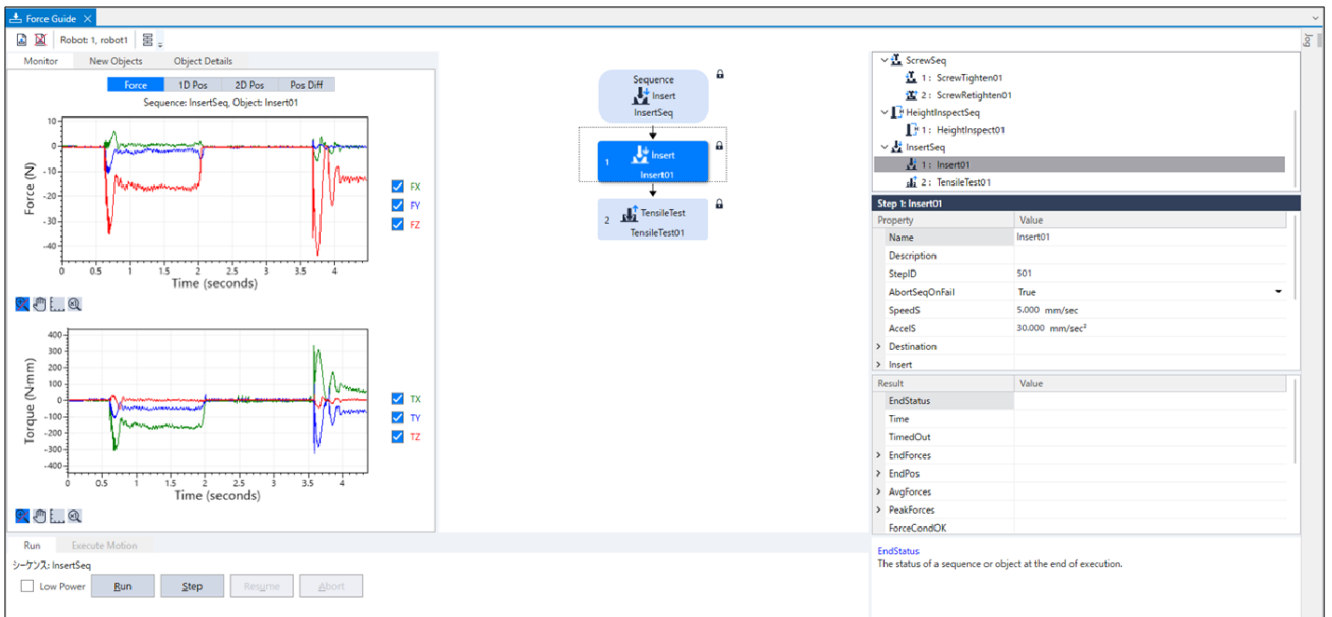 Force Guide
Robot: 1, robot1
Jog
Monitor New Objects Object Details
Force 1D Pos 2D Pos Pos Diff
Sequence: InsertSeq, Object: Insert01
Force (N)
10
0
-10
-20
-30
-40
0 0.5 1 1.5 2 2.5 3 3.5 4
Time (seconds)
FX
FY
FZ
Torque (N·mm)
400
300
200
100
0
-100
-200
-300
-400
0 0.5 1 1.5 2 2.5 3 3.5 4
Time (seconds)
TX
TY
TZ
Sequence
Insert
InsertSeq
1 Insert
Insert01
2 TensileTest
TensileTest01
ScrewSeq
1: ScrewTighten01
2: ScrewRetighten01
HeightInspectSeq
1: HeightInspect01
InsertSeq
1: Insert01
2: TensileTest01
Step 1: Insert01
Property Value
Name Insert01
Description
StepID 501
AbortSeqOnFail True
SpeedS 5.000 mm/sec
AccelS 30.000 mm/sec²
Destination
Insert
Result Value
EndStatus
Time
TimedOut
EndForces
EndPos
AvgForces
PeakForces
ForceCondOK
EndStatus
The status of a sequence or object at the end of execution.
Run Execute Motion
シーケンス: InsertSeq
Low Power Run Step Resume Abort